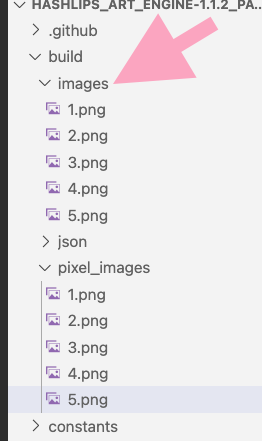 HASHLIPS_ART_ENGINE-1.1.2_PA...
.github
build
images
1.png
2.png
3.png
4.png
5.png
json
pixel_images
1.png
2.png
3.png
4.png
5.png
constants